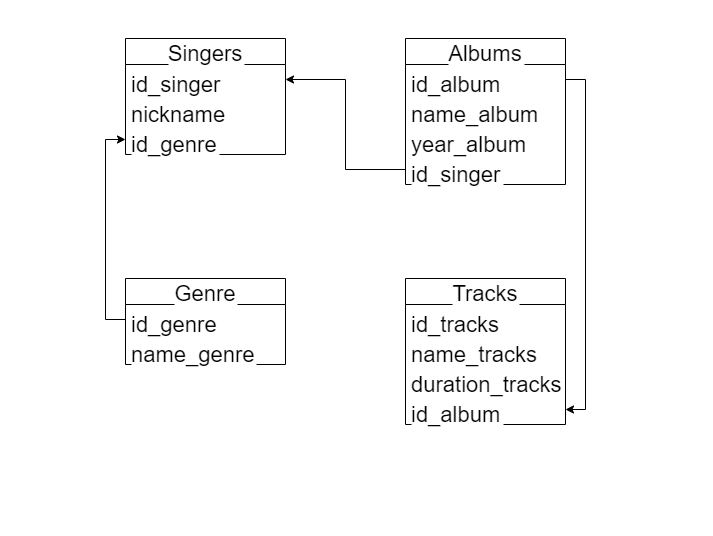 Singers
id_singer
nickname
id_genre
Albums
id_album
name_album
year_album
id_singer
Genre
id_genre
name_genre
Tracks
id_tracks
name_tracks
duration_tracks
id_album